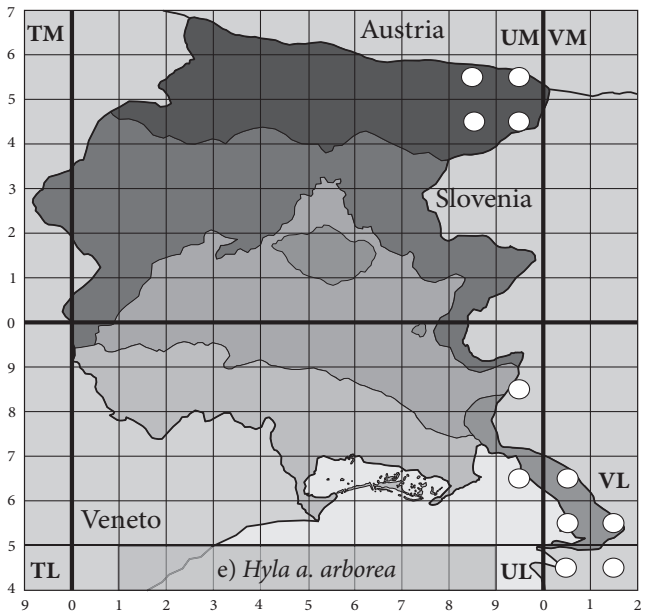 7
TM
Austria
UM
VM
6
5
4
3
Slovenia
2
1
0
9
8
7
VL
6
Veneto
5
TL
e) Hyla a. arborea
UL
4
9 0 1 2 3 4 5 6 7 8 9 0 1 2